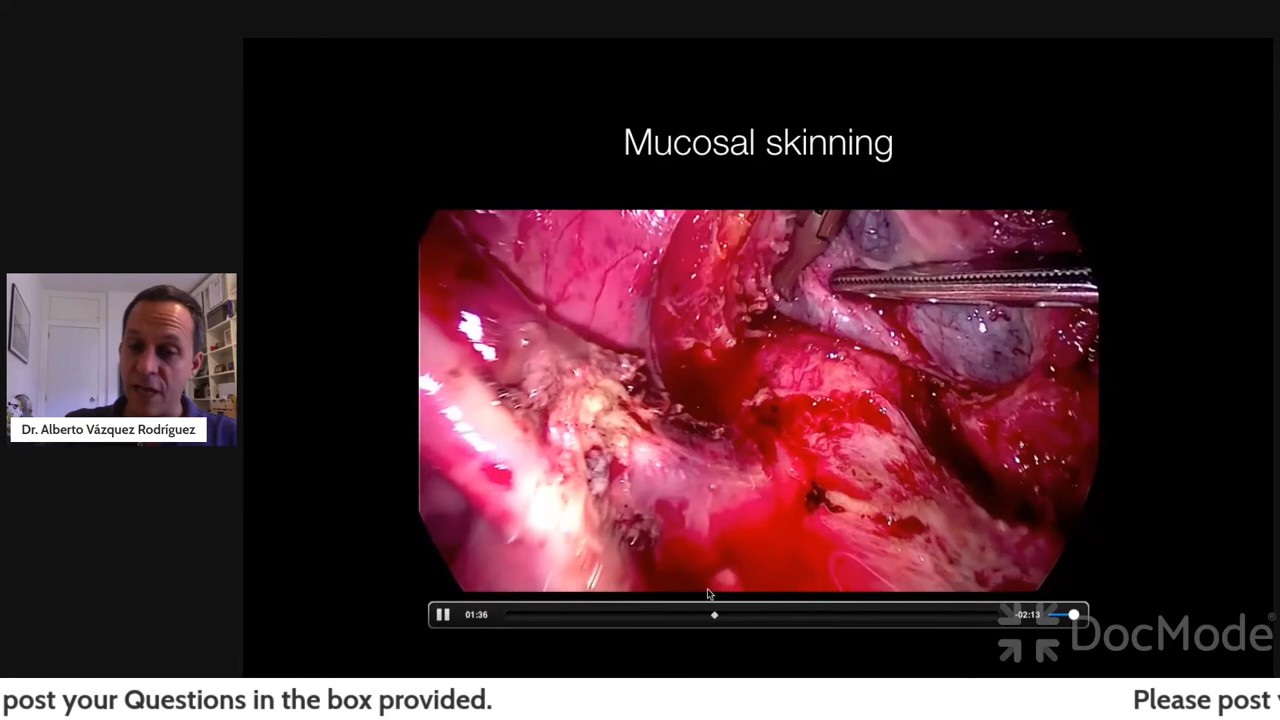 Mucosal skinning
Dr. Alberto Vázquez Rodríguez
01:36
-02:13
DocMode®
post your Questions in the box provided.
Please post